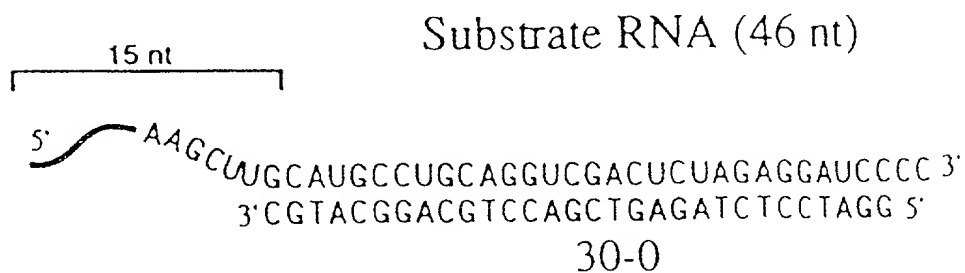 Substrate RNA (46 nt)
15 nt
5' AAGCUUGCAUGCCUGCAGGUCGACUCUAGAGGAUCCCC 3'
3'CGTACGGACGTCCAGCTGAGATCTCCTAGG 5'
30-0